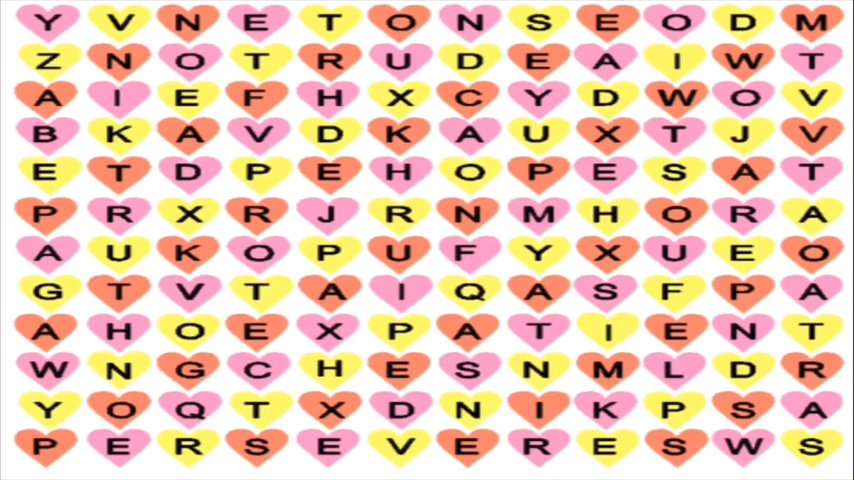 Y V N E T O N S E O D M
Z N O T R U D E A I W T
A I E F H X C Y D W O V
B K A V D K A U X T J V
E T D P E H O P E S A T
P R X R J R N M H O R A
A U K O P U F Y X U E O
G T V T A I Q A S F P A
A H O E X P A T I E N T
W N G C H E S N M L D R
Y O Q T X D N I K P S A
P E R S E V E R E S W S